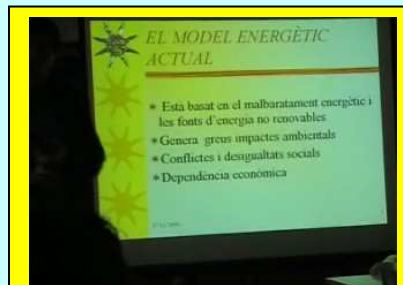 EL MODEL ENERGÈTIC
ACTUAL
* Està basat en el malbaratament energètic i
les fonts d'energia no renovables
* Genera greus impactes ambientals
* Conflictes i desigualtats socials
* Dependència econòmica